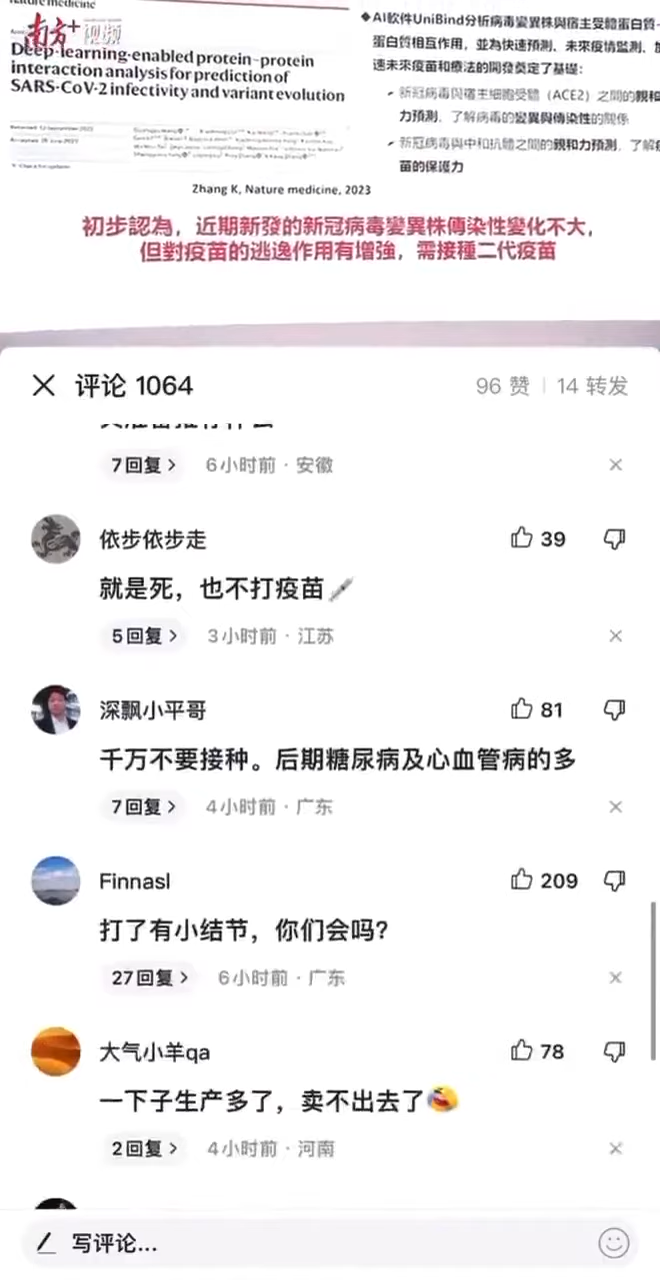 nature medicine
南方+视频
Deep-learning-enabled protein–protein
interaction analysis for prediction of
SARS-CoV-2 infectivity and variant evolution
Zhang K, Nature medicine, 2023
◆AI軟件UniBind分析病毒變異株與宿主受體蛋白質-
蛋白質相互作用，並為快速預測、未來疫情監測、
速未來疫苗和療法的開發奠定了基礎：
新冠病毒與宿主細胞受體（ACE2）之間的親和
力預測，了解病毒的變異與傳染性的關係
新冠病毒與中和抗體之間的親和力預測，了解
苗的保護力
初步認為，近期新發的新冠病毒變異株傳染性變化不大，
但對疫苗的逃逸作用有增強，需接種二代疫苗
评论 1064
96 赞 | 14 转发
7回复 >
6小时前 · 安徽
依步依步走
39
就是死，也不打疫苗💉
5回复 >
3小时前 · 江苏
深飘小平哥
81
千万不要接种。后期糖尿病及心血管病的多
7回复 >
4小时前 · 广东
Finnasl
209
打了有小结节，你们会吗？
27回复 >
6小时前 · 广东
大气小羊qa
78
一下子生产多了，卖不出去了🤣
2回复 >
4小时前 · 河南
写评论...